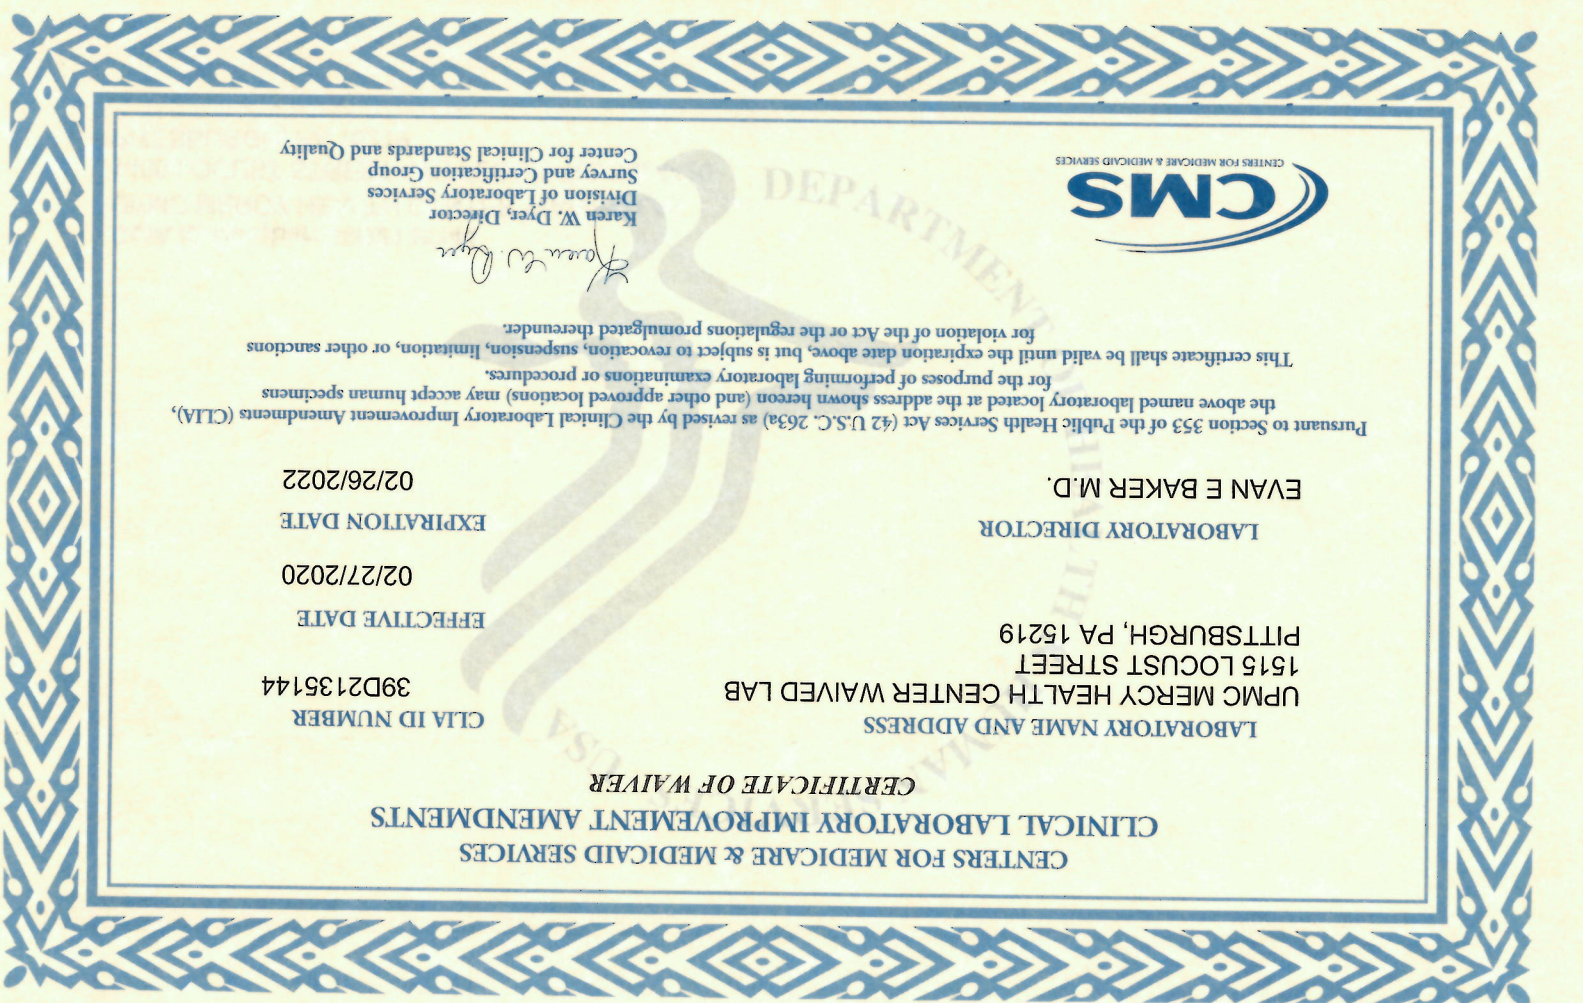 CENTERS FOR MEDICARE & MEDICAID SERVICES
CLINICAL LABORATORY IMPROVEMENT AMENDMENTS
CERTIFICATE OF WAIVER
LABORATORY NAME AND ADDRESS
UPMC MERCY HEALTH CENTER WAIVED LAB
1515 LOCUST STREET
PITTSBURGH, PA 15219
CLIA ID NUMBER
39D2135144
EFFECTIVE DATE
02/27/2020
LABORATORY DIRECTOR
EVAN E BAKER M.D.
EXPIRATION DATE
02/26/2022
Pursuant to Section 353 of the Public Health Services Act (42 U.S.C. 263a) as revised by the Clinical Laboratory Improvement Amendments (CLIA),
the above named laboratory located at the address shown hereon (and other approved locations) may accept human specimens
for the purposes of performing laboratory examinations or procedures.
This certificate shall be valid until the expiration date above, but is subject to revocation, suspension, limitation, or other sanctions
for violation of the Act or the regulations promulgated thereunder.
CMS
CENTERS FOR MEDICARE & MEDICAID SERVICES
Karen W. Dyer
Karen W. Dyer, Director
Division of Laboratory Services
Survey and Certification Group
Center for Clinical Standards and Quality
DEPARTMENT OF HEALTH & HUMAN SERVICES USA